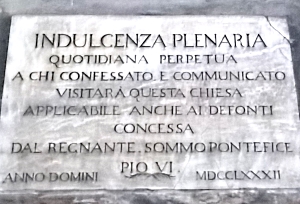 INDULGENZA PLENARIA
QUOTIDIANA PERPETUA
A CHI CONFESSATO, E COMMUNICATO
VISITARÀ QUESTA CHIESA
APPLICABILE ANCHE AI DEFONTI
CONCESSA
DAL REGNANTE, SOMMO PONTEFICE
PIO VI.
ANNO DOMINI MDCCLXXXII